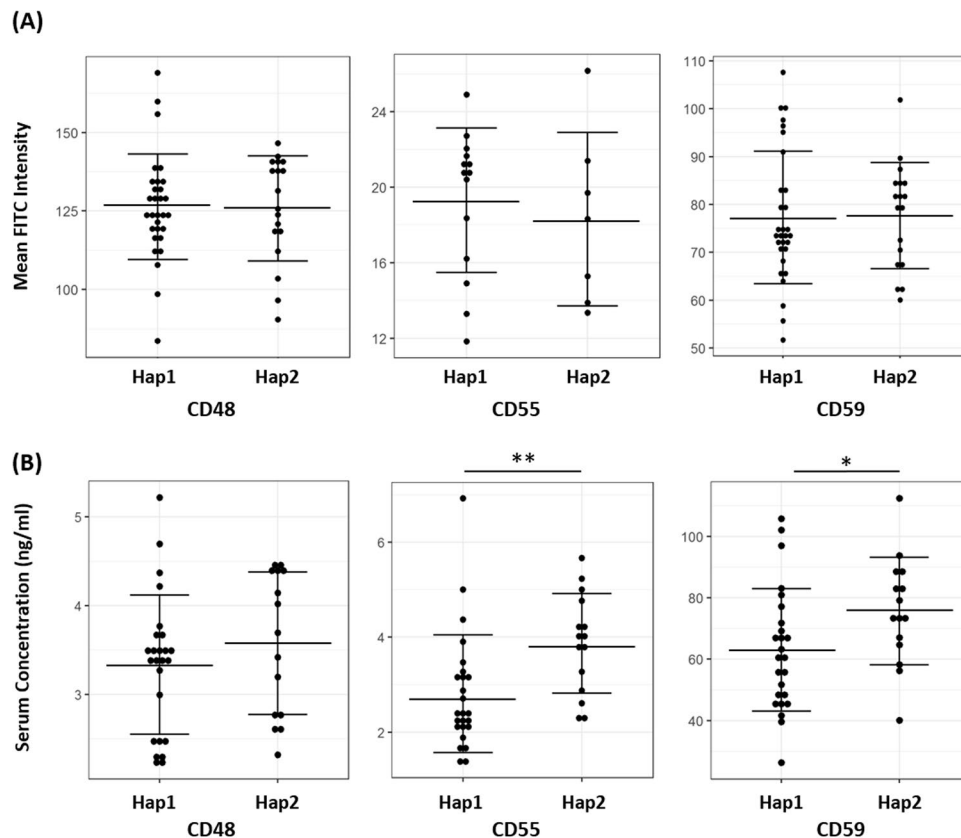 (A)
Mean FITC Intensity
150
125
100
Hap1 Hap2
CD48
24
20
16
12
Hap1 Hap2
CD55
110
100
90
80
70
60
50
Hap1 Hap2
CD59
(B)
Serum Concentration (ng/ml)
5
4
3
Hap1 Hap2
CD48
**
6
4
2
Hap1 Hap2
CD55
*
100
80
60
40
Hap1 Hap2
CD59